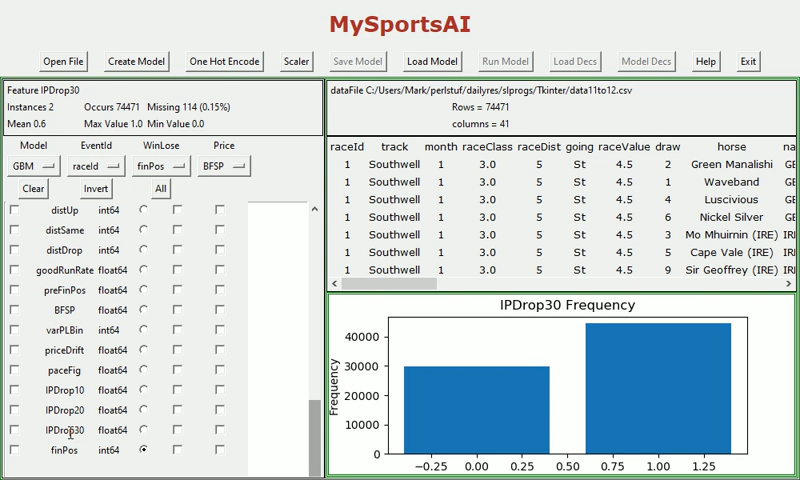 MySportsAI
Open File Create Model One Hot Encode Scaler Save Model Load Model Run Model Load Decs Model Decs Help Exit
Feature IPDrop30
Instances 2 Occurs 74471 Missing 114 (0.15%)
Mean 0.6 Max Value 1.0 Min Value 0.0
Model EventId WinLose Price
GBM raceId finPos BFSP
Clear Invert All
distUp int64
distSame int64
distDrop int64
goodRunRate float64
preFinPos float64
BFSP float64
varPLBin int64
priceDrift int64
paceFig float64
IPDrop10 float64
IPDrop20 float64
IPDrop30 float64
finPos int64
dataFile C:/Users/Mark/perlstuf/dailyres/slprogs/Tkinter/data11to12.csv
Rows = 74471
columns = 41
raceId track month raceClass raceDist going raceValue draw horse na
1 Southwell 1 3.0 5 St 4.5 2 Green Manalishi GE
1 Southwell 1 3.0 5 St 4.5 1 Waveband GE
1 Southwell 1 3.0 5 St 4.5 4 Luscivious GE
1 Southwell 1 3.0 5 St 4.5 6 Nickel Silver GE
1 Southwell 1 3.0 5 St 4.5 3 Mo Mhuirnin (IRE) IRE
1 Southwell 1 3.0 5 St 4.5 5 Cape Vale (IRE) IRE
1 Southwell 1 3.0 5 St 4.5 9 Sir Geoffrey (IRE) IRE
IPDrop30 Frequency
Frequency
40000
30000
20000
10000
0
−0.25 0.00 0.25 0.50 0.75 1.00 1.25